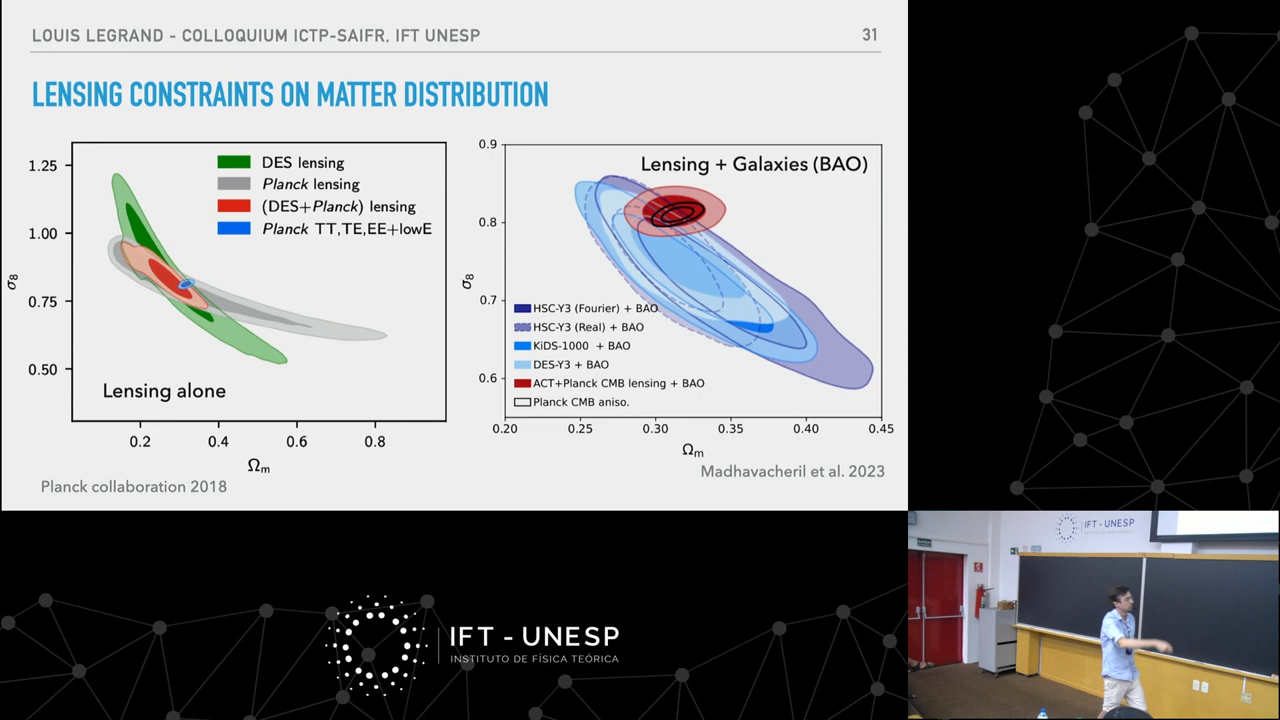 LOUIS LEGRAND - COLLOQUIUM ICTP-SAIFR, IFT UNESP
31
LENSING CONSTRAINTS ON MATTER DISTRIBUTION
DES lensing
Planck lensing
(DES+Planck) lensing
Planck TT,TE,EE+lowE
1.25
1.00
0.75
0.50
σ8
Lensing alone
0.2 0.4 0.6 0.8
Ωm
Planck collaboration 2018
Lensing + Galaxies (BAO)
0.9
0.8
0.7
0.6
σ8
HSC-Y3 (Fourier) + BAO
HSC-Y3 (Real) + BAO
KiDS-1000 + BAO
DES-Y3 + BAO
ACT+Planck CMB lensing + BAO
Planck CMB aniso.
0.20 0.25 0.30 0.35 0.40 0.45
Ωm
Madhavacheril et al. 2023
IFT - UNESP
IFT - UNESP
INSTITUTO DE FÍSICA TEÓRICA